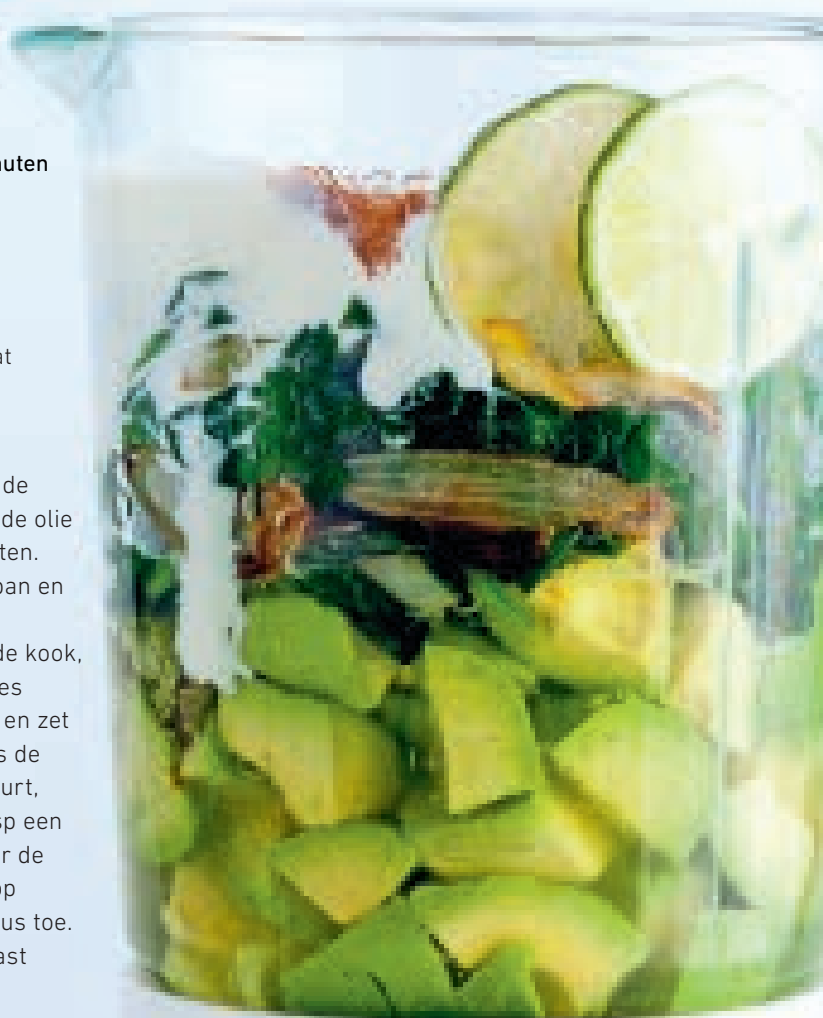 nuten
at
de
de olie
ten.
pan en
de kook,
es
en zet
s de
urt,
sp een
r de
op
us toe.
ast